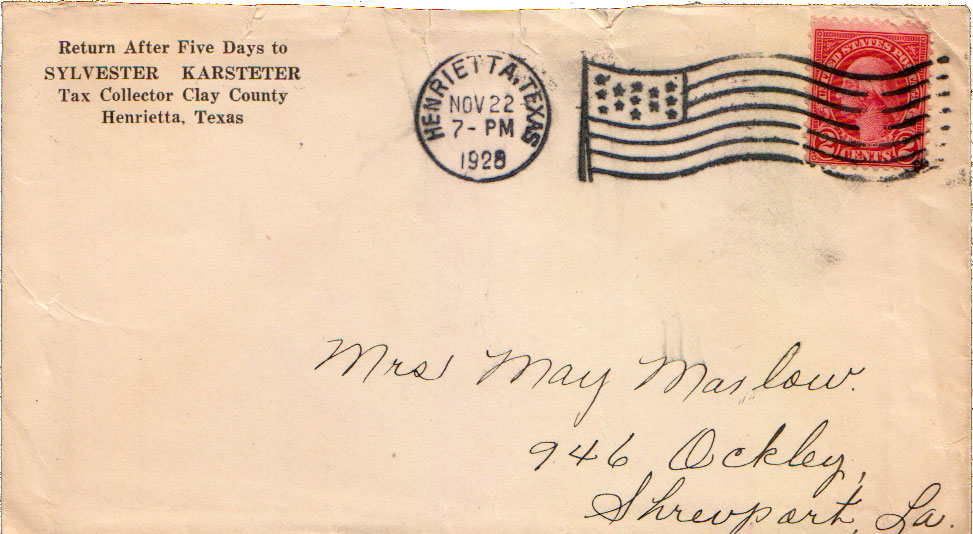 Return After Five Days to
SYLVESTER KARSTETER
Tax Collector Clay County
Henrietta, Texas
HENRIETTA, TEXAS
NOV 22
7 - PM
1928
UNITED STATES POSTAGE
2 CENTS 2
Mrs May Maslow.
946 Ockley,
Shrevport, La.